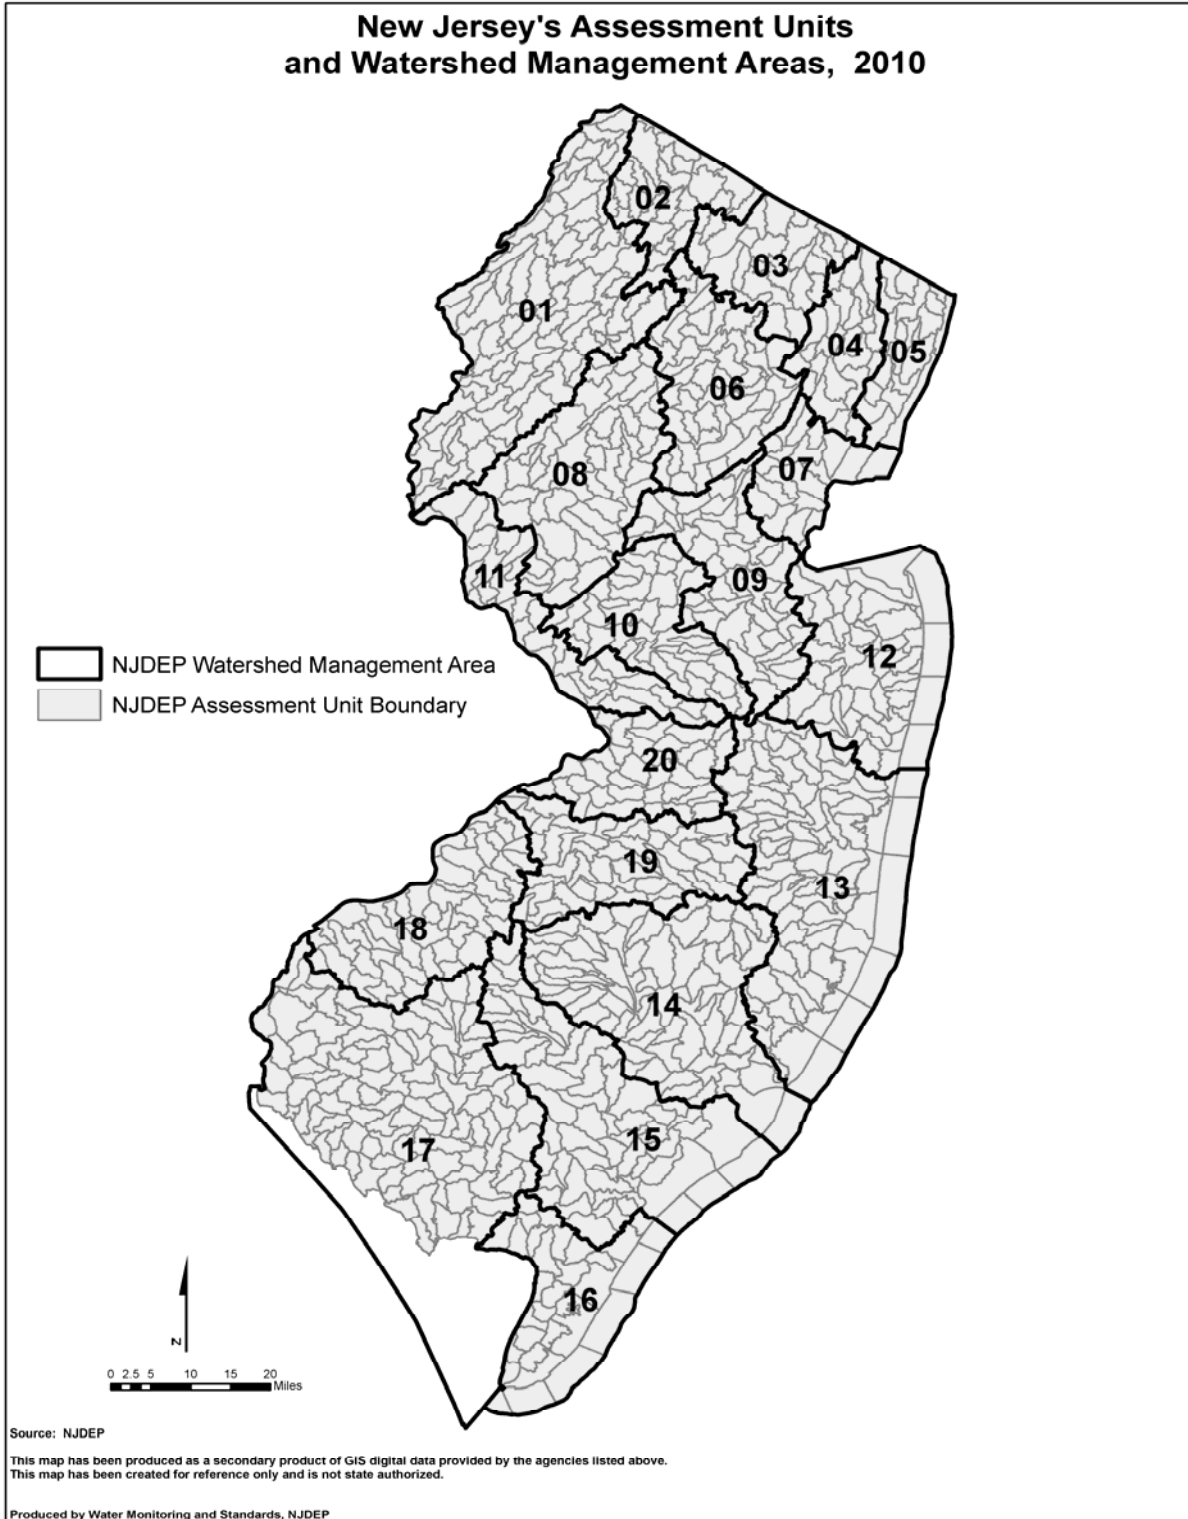 New Jersey's Assessment Units
and Watershed Management Areas, 2010
02
03
01
04
05
06
07
08
11
09
10
12
NJDEP Watershed Management Area
NJDEP Assessment Unit Boundary
20
19
13
18
14
15
17
16
N
0 2.5 5 10 15 20
Miles
Source: NJDEP
This map has been produced as a secondary product of GIS digital data provided by the agencies listed above.
This map has been created for reference only and is not state authorized.
Produced by Water Monitoring and Standards, NJDEP